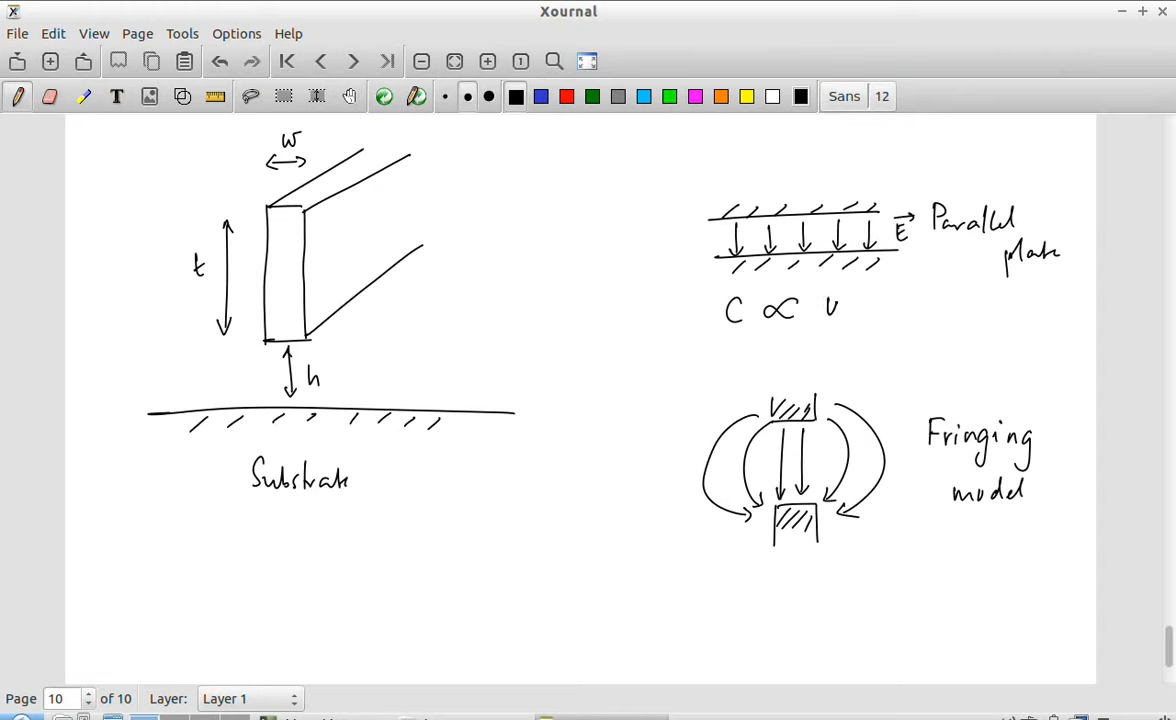 Xournal
File Edit View Page Tools Options Help
Sans 12
w
t
h
Substrate
E
Parallel
plate
C ∝
Fringing
model
Page 10 of 10 Layer: Layer 1